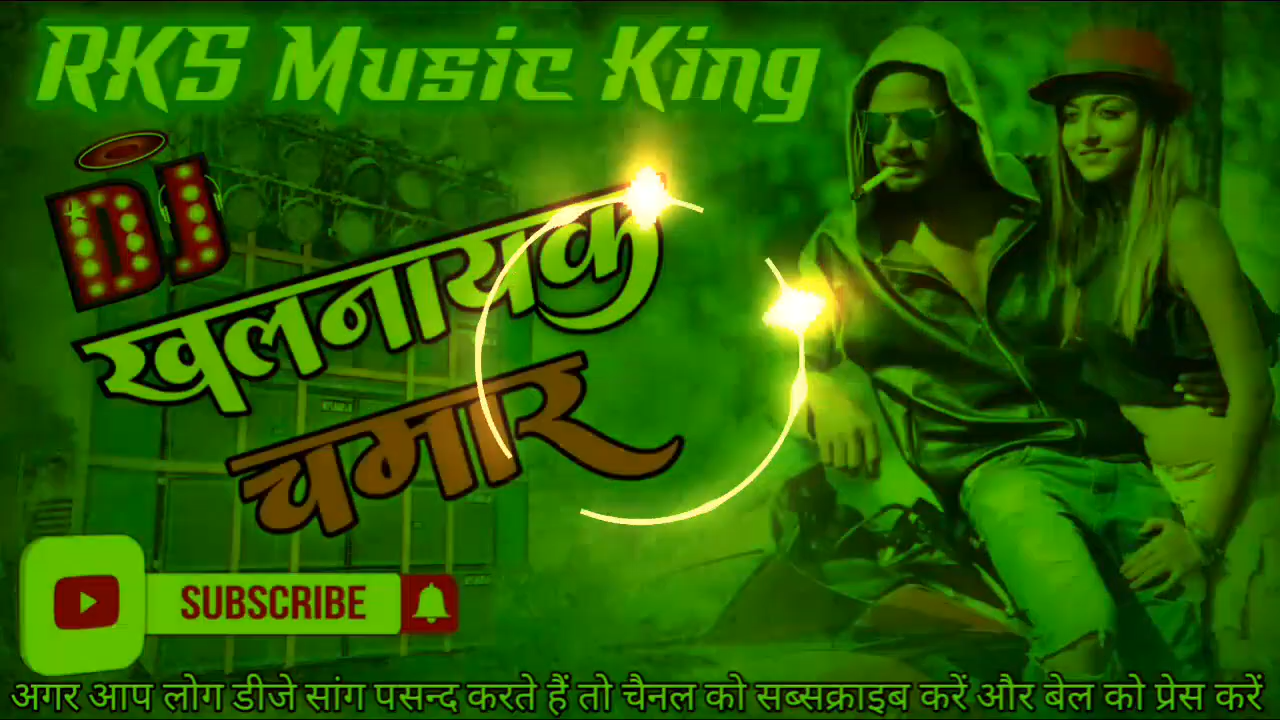 RKS Music King
DJ
खलनायक
चमार
SUBSCRIBE
अगर आप लोग डीजे सांग पसन्द करते हैं तो चैनल को सब्सक्राइब करें और बेल को प्रेस करें